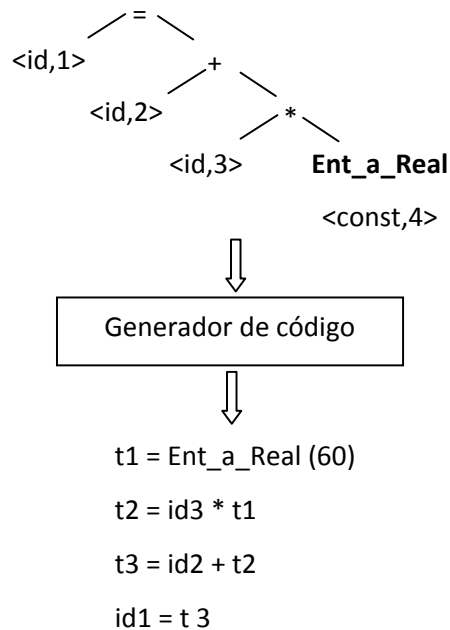 =
<id,1>
+
<id,2>
*
<id,3> Ent_a_Real
<const,4>
Generador de código
t1 = Ent_a_Real (60)
t2 = id3 * t1
t3 = id2 + t2
id1 = t 3